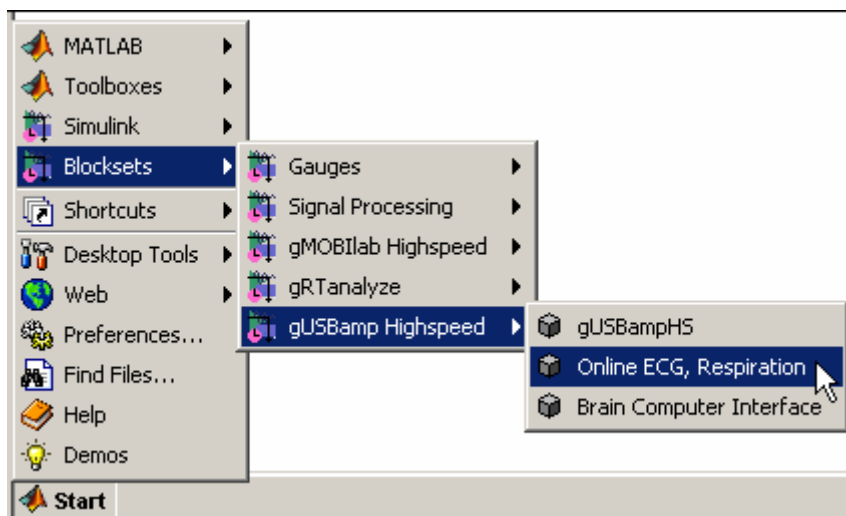 MATLAB
Toolboxes
Simulink
Blocksets
Shortcuts
Desktop Tools
Web
Preferences...
Find Files...
Help
Demos
Start
Gauges
Signal Processing
gMOBIlab Highspeed
gRTanalyze
gUSBamp Highspeed
gUSBampHS
Online ECG, Respiration
Brain Computer Interface